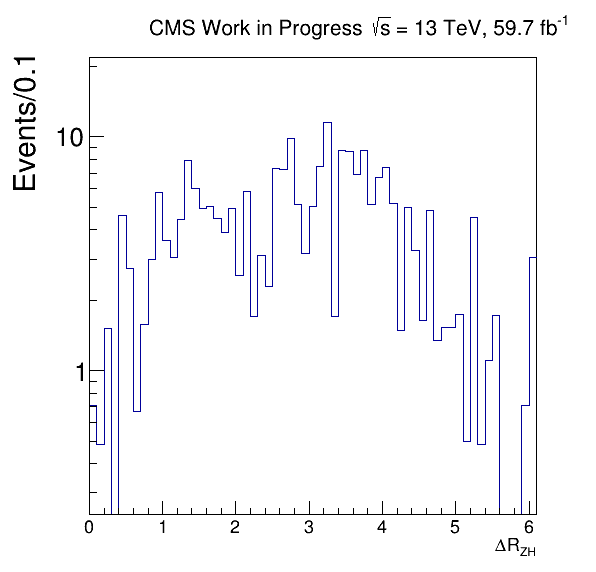 CMS Work in Progress √s = 13 TeV, 59.7 fb⁻¹
Events/0.1
10
1
0 1 2 3 4 5 6
ΔR_ZH